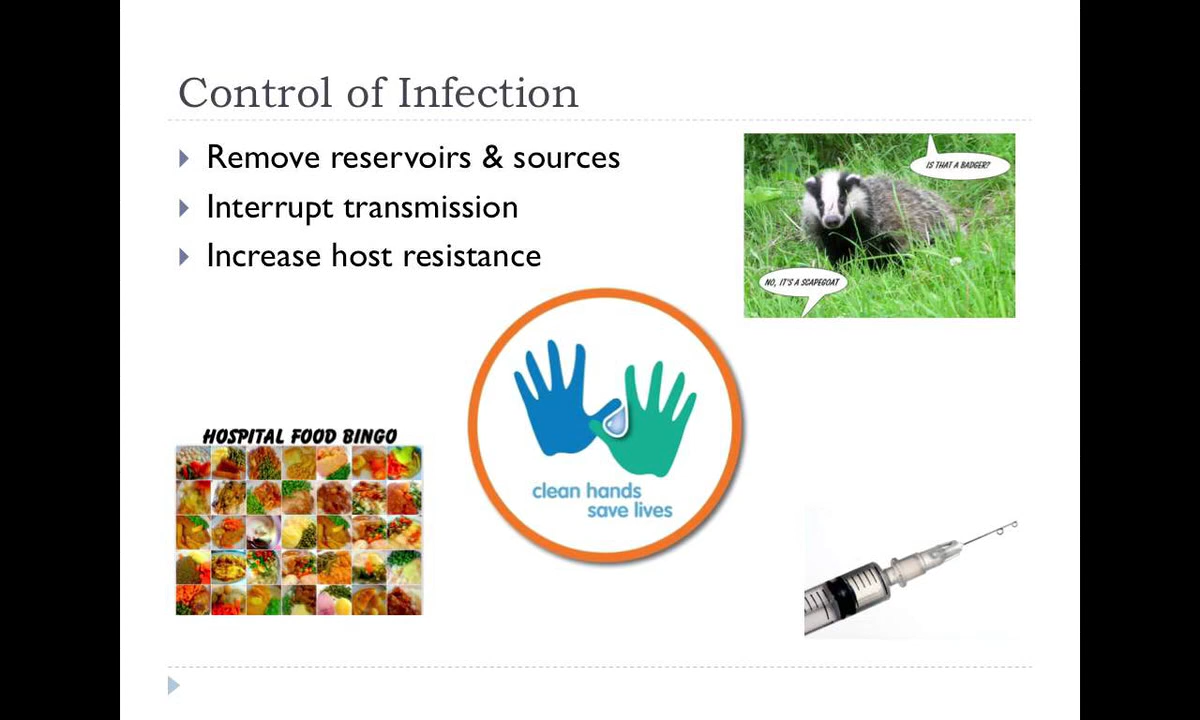 Control of Infection
Remove reservoirs & sources
Interrupt transmission
Increase host resistance
IS THAT A BADGER?
NO, IT'S A SCAPEGOAT
clean hands
save lives
HOSPITAL FOOD BINGO